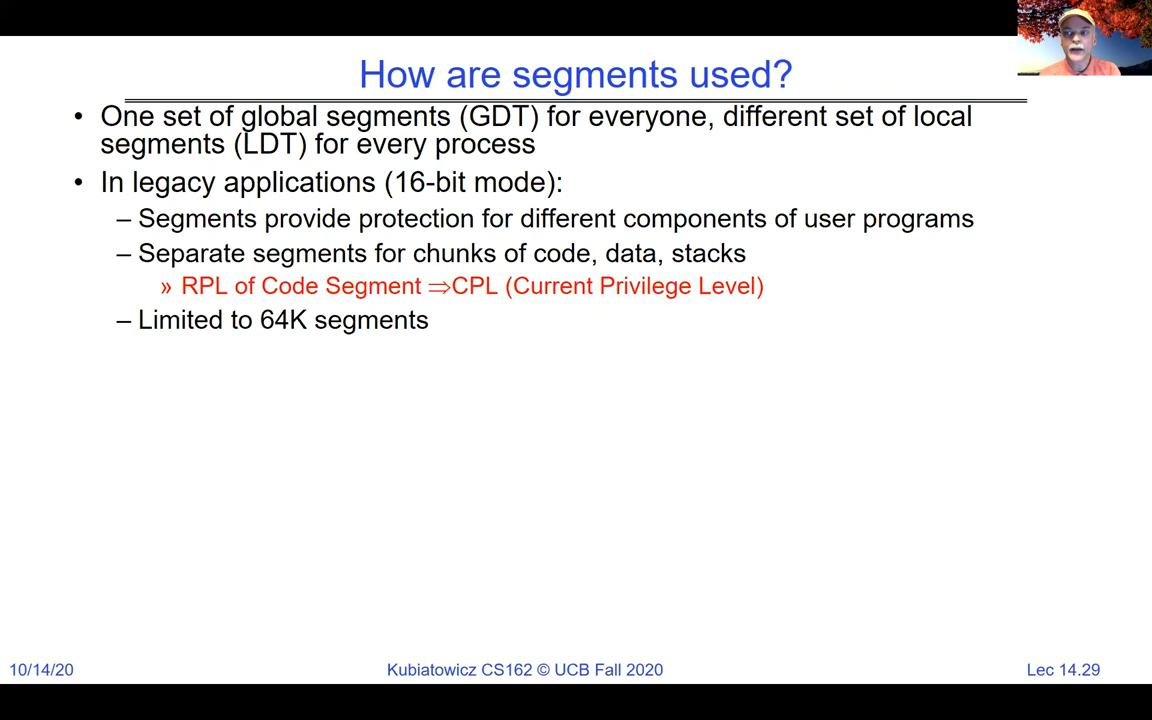 How are segments used?
• One set of global segments (GDT) for everyone, different set of local
segments (LDT) for every process
• In legacy applications (16-bit mode):
– Segments provide protection for different components of user programs
– Separate segments for chunks of code, data, stacks
» RPL of Code Segment ⇒CPL (Current Privilege Level)
– Limited to 64K segments
10/14/20
Kubiatowicz CS162 © UCB Fall 2020
Lec 14.29